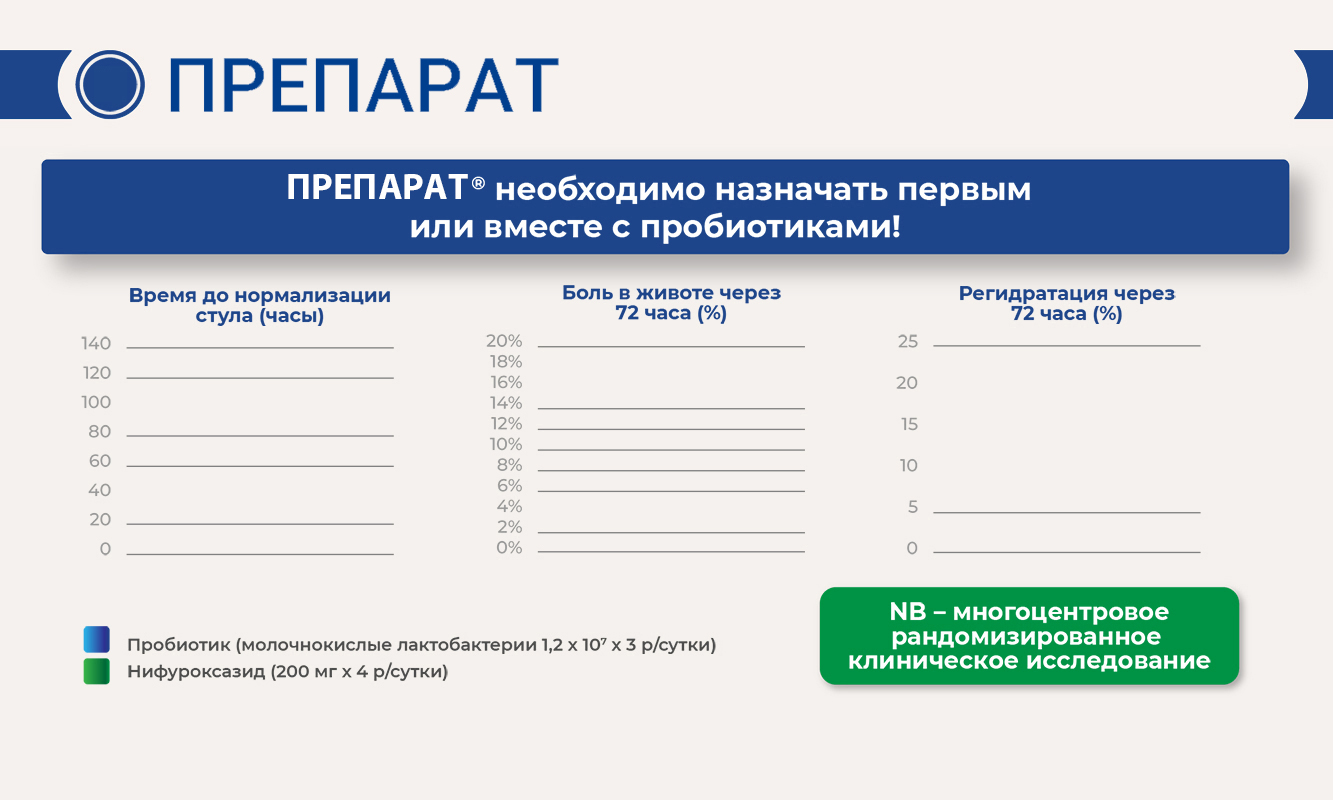 ПРЕПАРАТ
ПРЕПАРАТ® необходимо назначать первым
или вместе с пробиотиками!
Время до нормализации
стула (часы)
140
120
100
80
60
40
20
0
Боль в животе через
72 часа (%)
20%
18%
16%
14%
12%
10%
8%
6%
4%
2%
0%
Регидратация через
72 часа (%)
25
20
15
10
5
0
Пробиотик (молочнокислые лактобактерии 1,2 х 10⁷ х 3 р/сутки)
Нифуроксазид (200 мг х 4 р/сутки)
NB – многоцентровое
рандомизированное
клиническое исследование